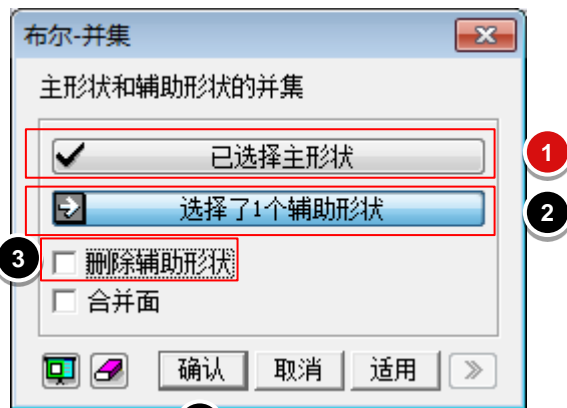 布尔-并集
主形状和辅助形状的并集
已选择主形状
1
选择了1个辅助形状
2
3
删除辅助形状
合并面
确认
取消
适用